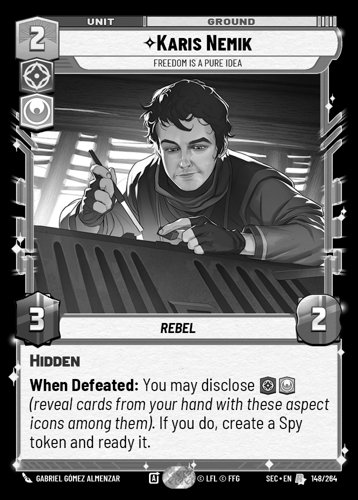 UNIT
GROUND
2
KARIS NEMIK
FREEDOM IS A PURE IDEA
3
REBEL
2
HIDDEN
When Defeated: You may disclose
(reveal cards from your hand with these aspect
icons among them). If you do, create a Spy
token and ready it.
GABRIEL GÓMEZ ALMENZAR
© LFL © FFG
SEC • EN
148/264